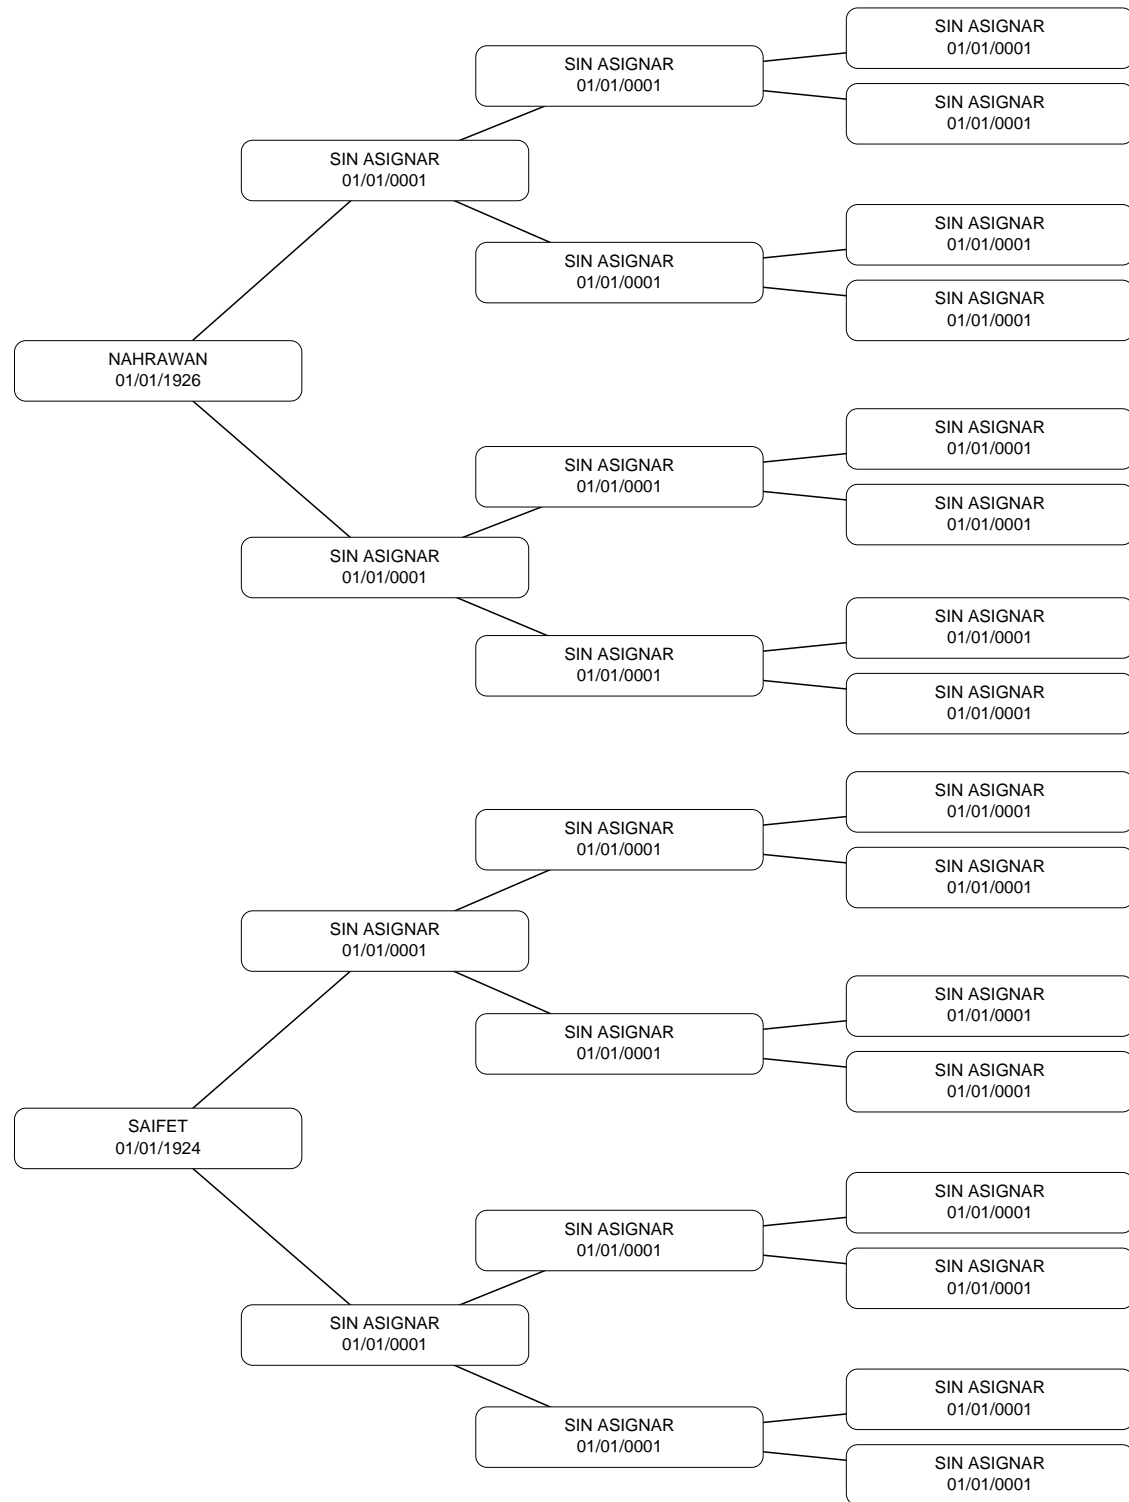 SIN ASIGNAR
01/01/0001
SIN ASIGNAR
01/01/0001
SIN ASIGNAR
01/01/0001
SIN ASIGNAR
01/01/0001
SIN ASIGNAR
01/01/0001
SIN ASIGNAR
01/01/0001
SIN ASIGNAR
01/01/0001
NAHRAWAN
01/01/1926
SIN ASIGNAR
01/01/0001
SIN ASIGNAR
01/01/0001
SIN ASIGNAR
01/01/0001
SIN ASIGNAR
01/01/0001
SIN ASIGNAR
01/01/0001
SIN ASIGNAR
01/01/0001
SIN ASIGNAR
01/01/0001
SIN ASIGNAR
01/01/0001
SIN ASIGNAR
01/01/0001
SIN ASIGNAR
01/01/0001
SIN ASIGNAR
01/01/0001
SIN ASIGNAR
01/01/0001
SIN ASIGNAR
01/01/0001
SIN ASIGNAR
01/01/0001
SAIFET
01/01/1924
SIN ASIGNAR
01/01/0001
SIN ASIGNAR
01/01/0001
SIN ASIGNAR
01/01/0001
SIN ASIGNAR
01/01/0001
SIN ASIGNAR
01/01/0001
SIN ASIGNAR
01/01/0001
SIN ASIGNAR
01/01/0001